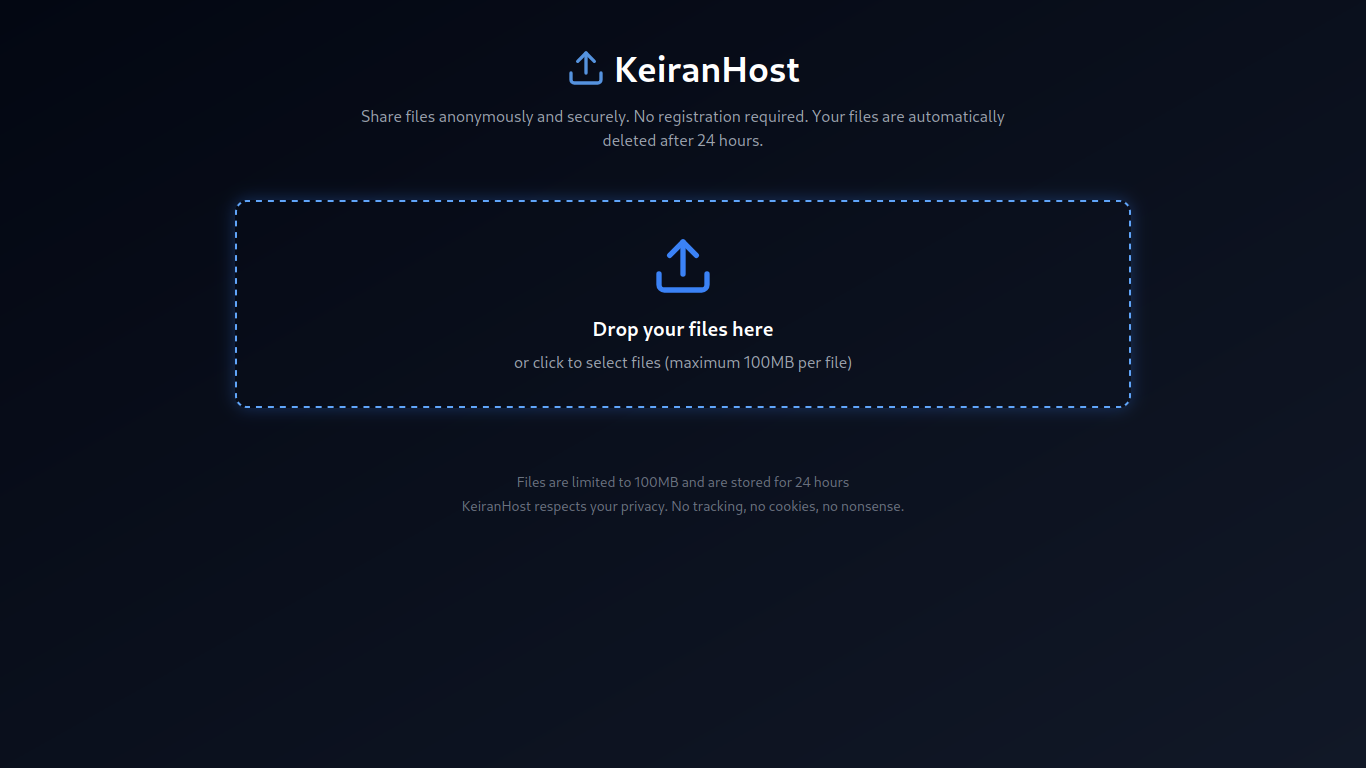 KeiranHost
Share files anonymously and securely. No registration required. Your files are automatically
deleted after 24 hours.
Drop your files here
or click to select files (maximum 100MB per file)
Files are limited to 100MB and are stored for 24 hours
KeiranHost respects your privacy. No tracking, no cookies, no nonsense.